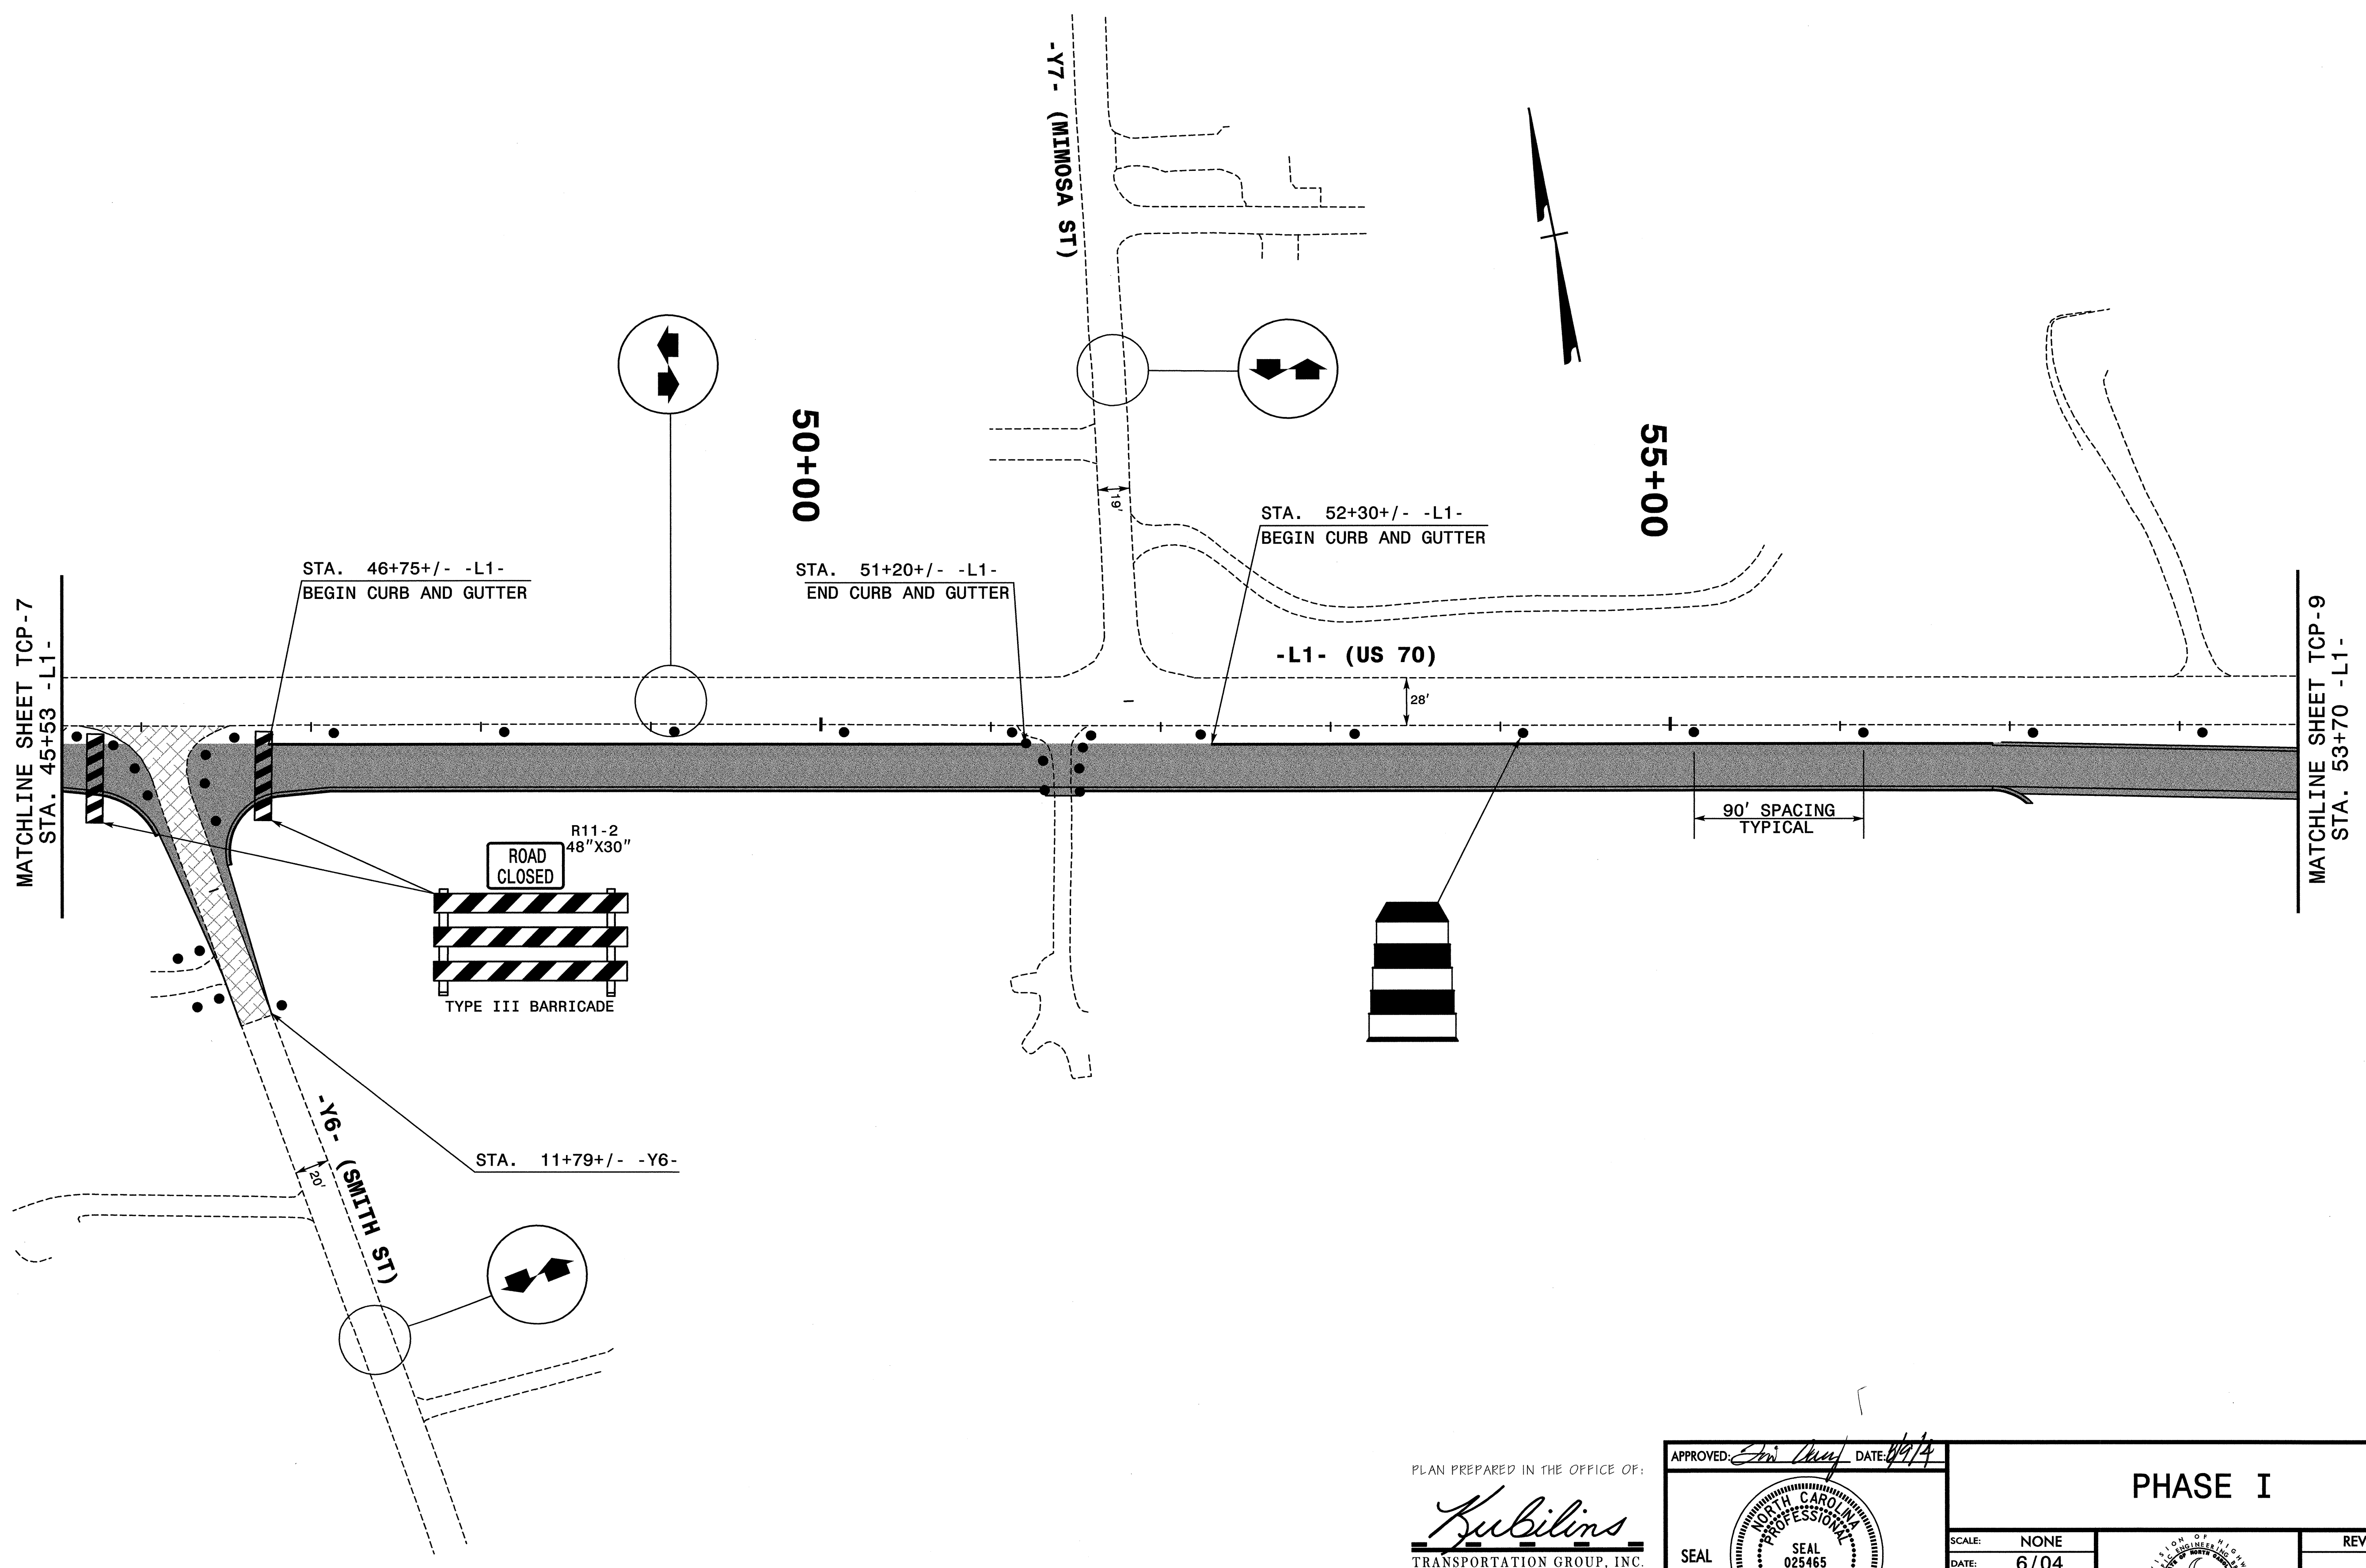 -Y7- (MIMOSA ST)
50+00
55+00
19'
STA. 52+30+/- -L1-
BEGIN CURB AND GUTTER
STA. 46+75+/- -L1-
BEGIN CURB AND GUTTER
STA. 51+20+/- -L1-
END CURB AND GUTTER
MATCHLINE SHEET TCP-7
STA. 45+53 -L1-
MATCHLINE SHEET TCP-9
STA. 53+70 -L1-
-L1- (US 70)
28'
90' SPACING
TYPICAL
R11-2
48"X30"
ROAD
CLOSED
TYPE III BARRICADE
-Y6- (SMITH ST)
20'
STA. 11+79+/- -Y6-
PLAN PREPARED IN THE OFFICE OF:
Kubilins
TRANSPORTATION GROUP, INC.
APPROVED: DATE:
SEAL
NORTH CAROLINA
PROFESSIONAL
SEAL
025465
PHASE I
SCALE: NONE
DATE: 6/04
REV